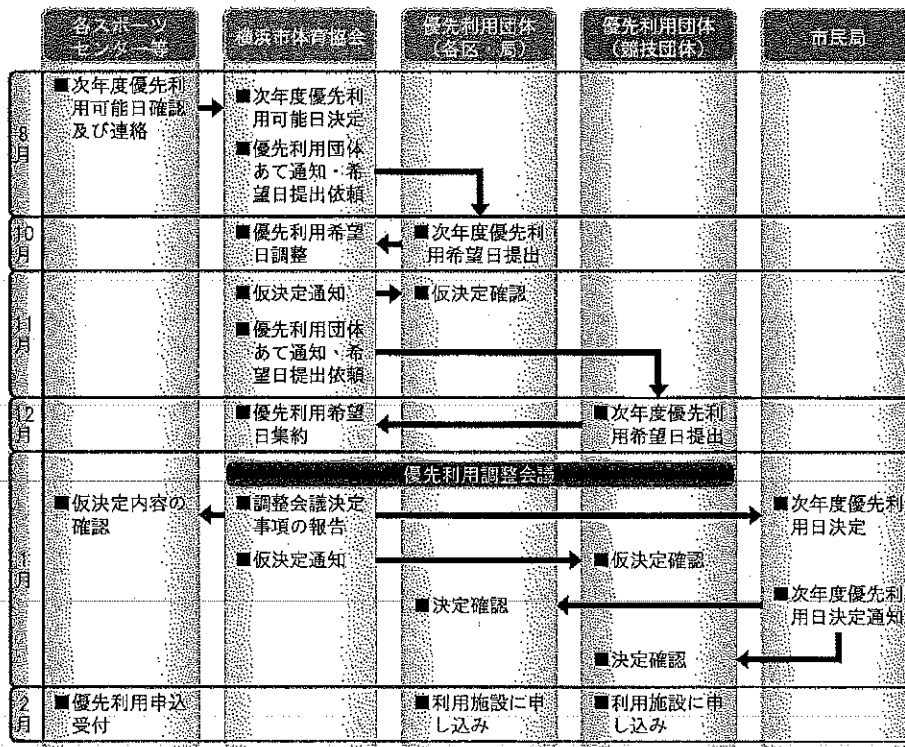 各スポーツ
センター等
横浜市体育協会
優先利用団体
（各区・局）
優先利用団体
（競技団体）
市民局
8月
■次年度優先利
用可能日確認
及び連絡
■次年度優先利
用可能日決定
■優先利用団体
あて通知・希
望日提出依頼
10月
■優先利用希望
日調整
■次年度優先利
用希望日提出
11月
■仮決定通知
■仮決定確認
■優先利用団体
あて通知・希
望日提出依頼
12月
■優先利用希望
日集約
■次年度優先利
用希望日提出
1月
優先利用調整会議
■仮決定内容の
確認
■調整会議決定
事項の報告
■次年度優先利
用日決定
■仮決定通知
■仮決定確認
■決定確認
■次年度優先利
用日決定通知
■決定確認
2月
■優先利用申込
受付
■利用施設に申
し込み
■利用施設に申
し込み